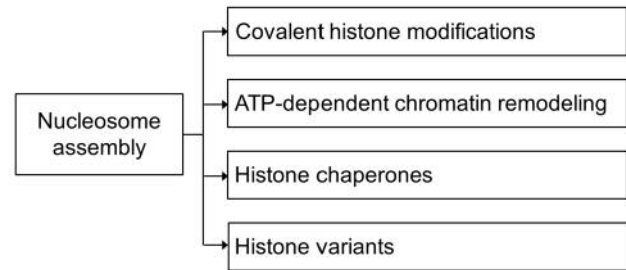 Covalent histone modifications
ATP-dependent chromatin remodeling
Nucleosome
assembly
Histone chaperones
Histone variants